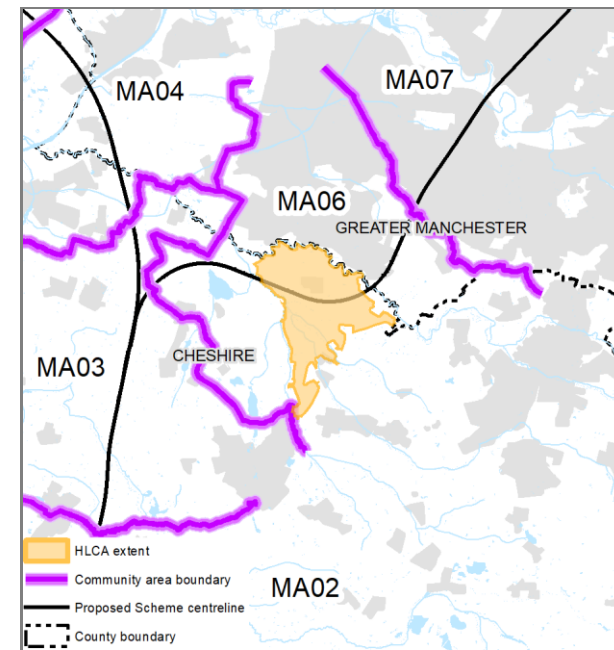 MA07
MA04
MA06
GREATER MANCHESTER
CHESHIRE
MA03
HLCA extent
Community area boundary
Proposed Scheme centreline
County boundary
MA02